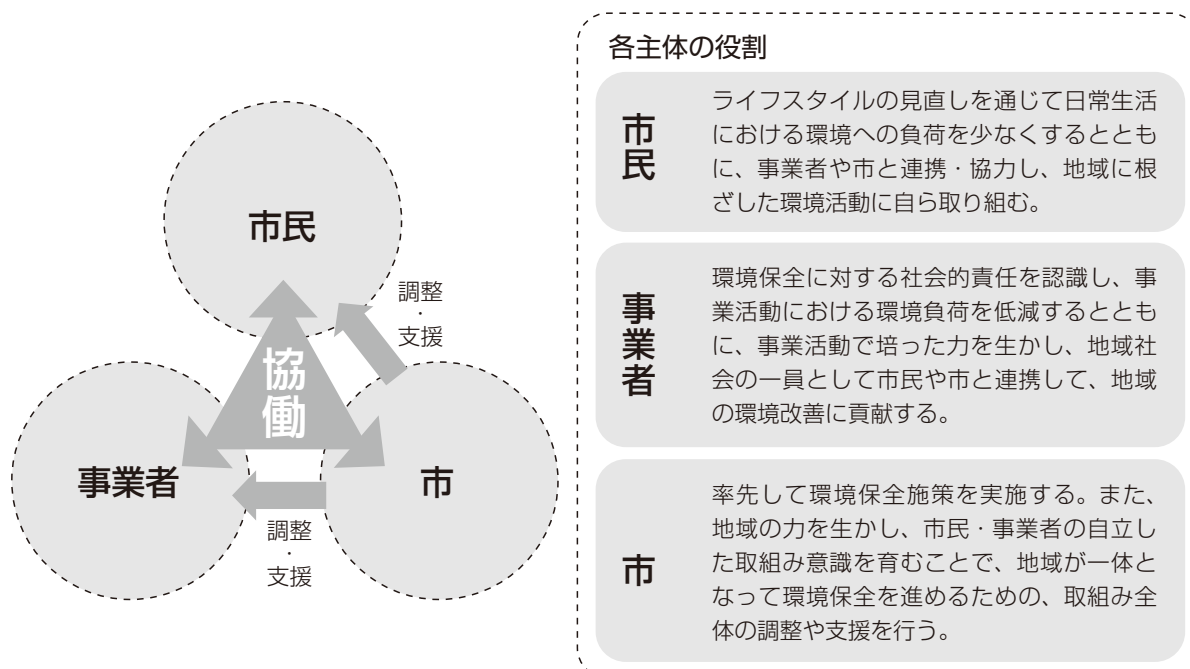 市民
調整
・
支援
協働
事業者
市
調整
・
支援
各主体の役割
市民
ライフスタイルの見直しを通じて日常生活
における環境への負荷を少なくするととも
に、事業者や市と連携・協力し、地域に根
ざした環境活動に自ら取り組む。
事業者
環境保全に対する社会的責任を認識し、事
業活動における環境負荷を低減するととも
に、事業活動で培った力を生かし、地域社
会の一員として市民や市と連携して、地域
の環境改善に貢献する。
市
率先して環境保全施策を実施する。また、
地域の力を生かし、市民・事業者の自立し
た取組み意識を育むことで、地域が一体と
なって環境保全を進めるための、取組み全
体の調整や支援を行う。